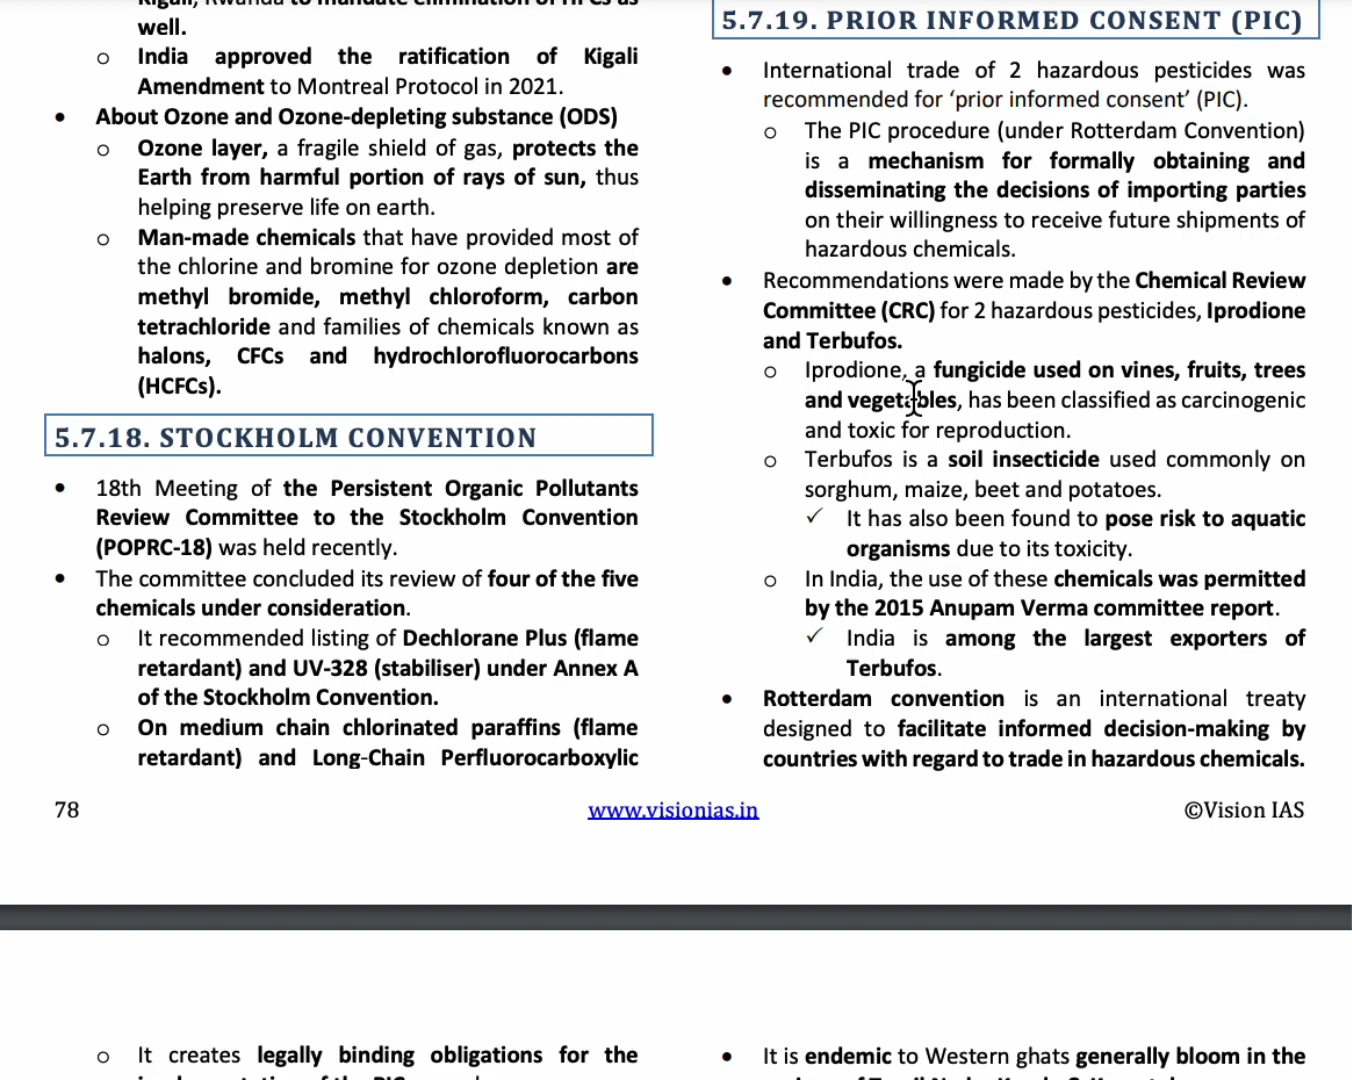 Kigali, Rwanda to mandate elimination of HFCs as
well.
o India approved the ratification of Kigali
Amendment to Montreal Protocol in 2021.
• About Ozone and Ozone-depleting substance (ODS)
o Ozone layer, a fragile shield of gas, protects the
Earth from harmful portion of rays of sun, thus
helping preserve life on earth.
o Man-made chemicals that have provided most of
the chlorine and bromine for ozone depletion are
methyl bromide, methyl chloroform, carbon
tetrachloride and families of chemicals known as
halons, CFCs and hydrochlorofluorocarbons
(HCFCs).
5.7.18. STOCKHOLM CONVENTION
• 18th Meeting of the Persistent Organic Pollutants
Review Committee to the Stockholm Convention
(POPRC-18) was held recently.
• The committee concluded its review of four of the five
chemicals under consideration.
o It recommended listing of Dechlorane Plus (flame
retardant) and UV-328 (stabiliser) under Annex A
of the Stockholm Convention.
o On medium chain chlorinated paraffins (flame
retardant) and Long-Chain Perfluorocarboxylic
5.7.19. PRIOR INFORMED CONSENT (PIC)
• International trade of 2 hazardous pesticides was
recommended for ‘prior informed consent’ (PIC).
o The PIC procedure (under Rotterdam Convention)
is a mechanism for formally obtaining and
disseminating the decisions of importing parties
on their willingness to receive future shipments of
hazardous chemicals.
• Recommendations were made by the Chemical Review
Committee (CRC) for 2 hazardous pesticides, Iprodione
and Terbufos.
o Iprodione, a fungicide used on vines, fruits, trees
and vegetables, has been classified as carcinogenic
and toxic for reproduction.
o Terbufos is a soil insecticide used commonly on
sorghum, maize, beet and potatoes.
✓ It has also been found to pose risk to aquatic
organisms due to its toxicity.
o In India, the use of these chemicals was permitted
by the 2015 Anupam Verma committee report.
✓ India is among the largest exporters of
Terbufos.
• Rotterdam convention is an international treaty
designed to facilitate informed decision-making by
countries with regard to trade in hazardous chemicals.
78
www.visionias.in
©Vision IAS
o It creates legally binding obligations for the
• It is endemic to Western ghats generally bloom in the